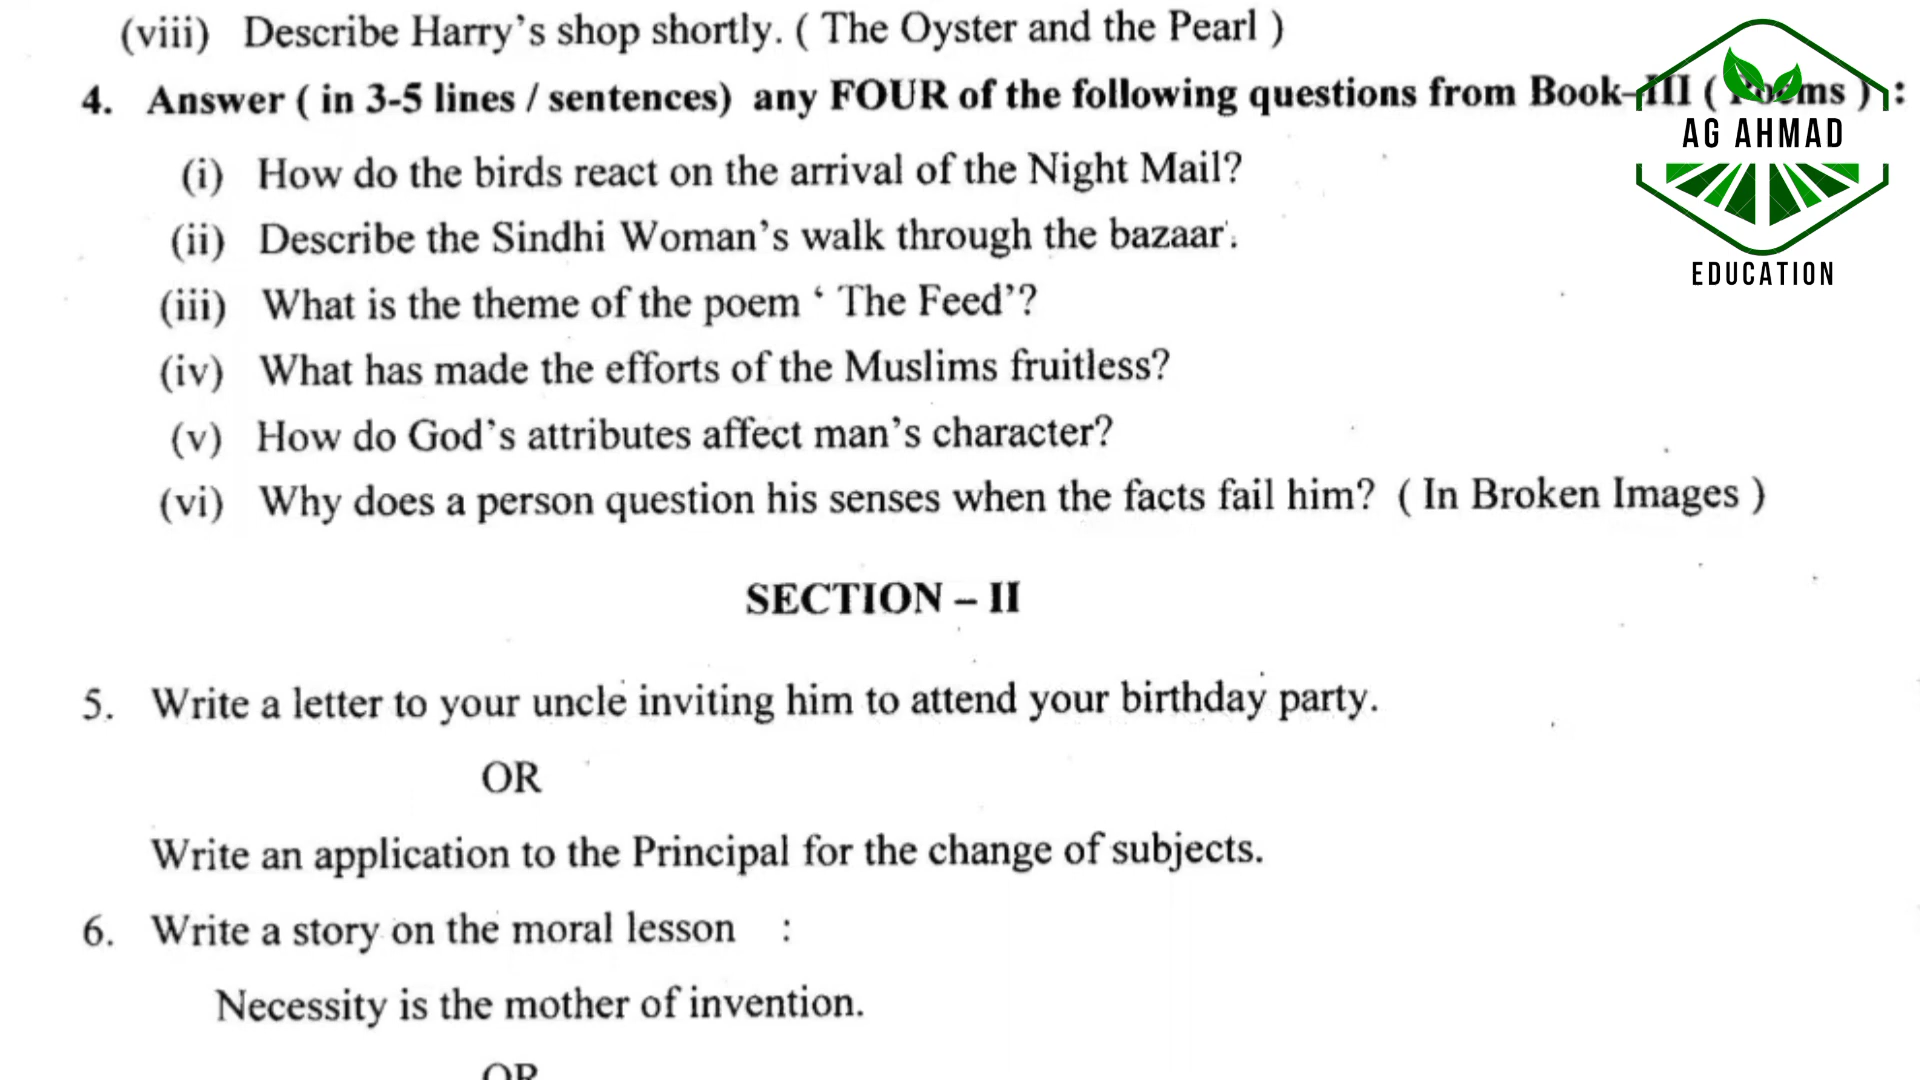 (viii) Describe Harry's shop shortly. ( The Oyster and the Pearl )
4. Answer ( in 3-5 lines / sentences) any FOUR of the following questions from Book-III ( Poems ) :
(i) How do the birds react on the arrival of the Night Mail?
(ii) Describe the Sindhi Woman's walk through the bazaar.
(iii) What is the theme of the poem ‘ The Feed’?
(iv) What has made the efforts of the Muslims fruitless?
(v) How do God's attributes affect man's character?
(vi) Why does a person question his senses when the facts fail him? ( In Broken Images )
SECTION – II
5. Write a letter to your uncle inviting him to attend your birthday party.
OR
Write an application to the Principal for the change of subjects.
6. Write a story on the moral lesson :
Necessity is the mother of invention.
OR
AG AHMAD
EDUCATION